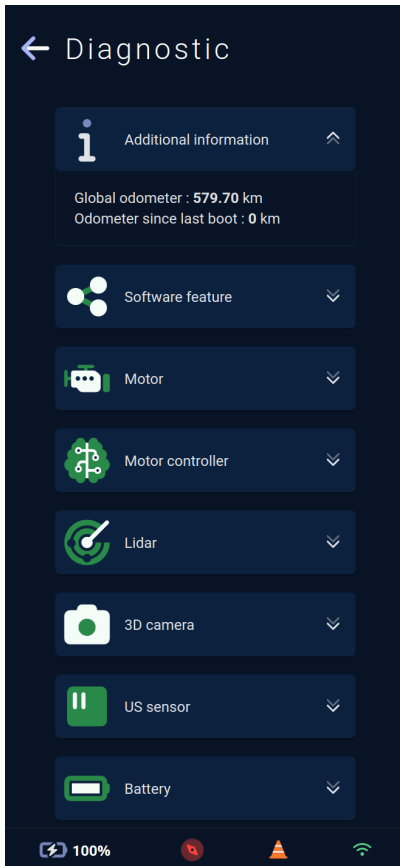 Diagnostic
Additional information
Global odometer : 579.70 km
Odometer since last boot : 0 km
Software feature
Motor
Motor controller
Lidar
3D camera
US sensor
Battery
100%